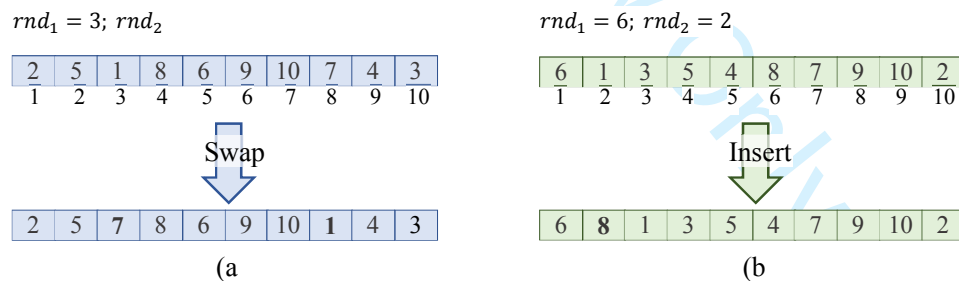 rnd₁ = 3; rnd₂
2 5 1 8 6 9 10 7 4 3
1 2 3 4 5 6 7 8 9 10
Swap
2 5 7 8 6 9 10 1 4 3
(a
rnd₁ = 6; rnd₂ = 2
6 1 3 5 4 8 7 9 10 2
1 2 3 4 5 6 7 8 9 10
Insert
6 8 1 3 5 4 7 9 10 2
(b